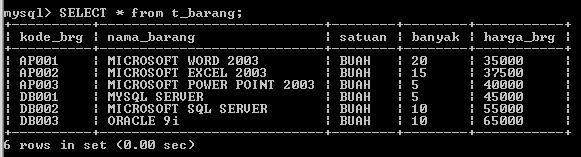 mysql> SELECT * from t_barang;
| kode_brg | nama_barang | satuan | banyak | harga_brg |
| AP001 | MICROSOFT WORD 2003 | BUAH | 20 | 35000 |
| AP002 | MICROSOFT EXCEL 2003 | BUAH | 15 | 37500 |
| AP003 | MICROSOFT POWER POINT 2003 | BUAH | 5 | 40000 |
| DB001 | MYSQL SERVER | BUAH | 5 | 45000 |
| DB002 | MICROSOFT SQL SERVER | BUAH | 10 | 55000 |
| DB003 | ORACLE 9i | BUAH | 10 | 65000 |
6 rows in set (0.00 sec)